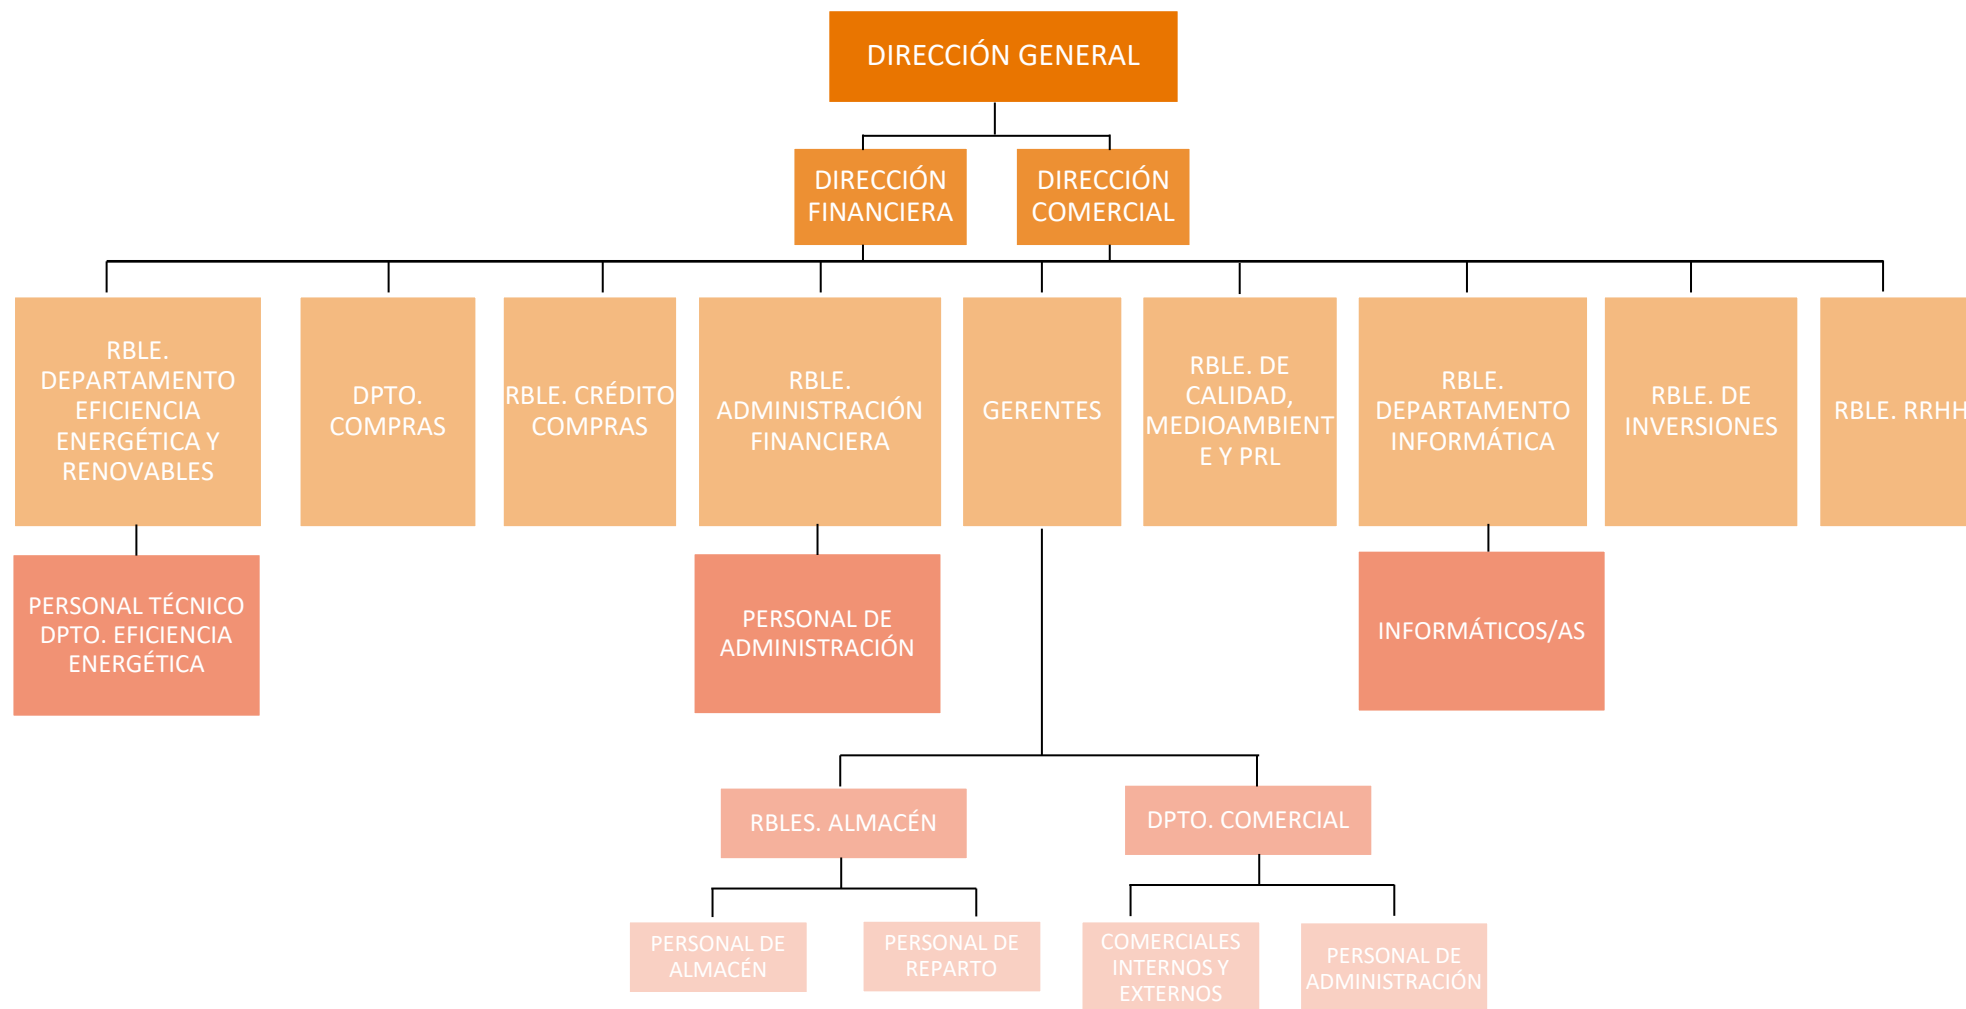 DIRECCIÓN GENERAL
DIRECCIÓN
FINANCIERA
DIRECCIÓN
COMERCIAL
RBLE.
DEPARTAMENTO
EFICIENCIA
ENERGÉTICA Y
RENOVABLES
DPTO.
COMPRAS
RBLE. CRÉDITO
COMPRAS
RBLE.
ADMINISTRACIÓN
FINANCIERA
GERENTES
RBLE. DE
CALIDAD,
MEDIOAMBIENT
E Y PRL
RBLE.
DEPARTAMENTO
INFORMÁTICA
RBLE. DE
INVERSIONES
RBLE. RRHH
PERSONAL TÉCNICO
DPTO. EFICIENCIA
ENERGÉTICA
PERSONAL DE
ADMINISTRACIÓN
INFORMÁTICOS/AS
RBLES. ALMACÉN
DPTO. COMERCIAL
PERSONAL DE
ALMACÉN
PERSONAL DE
REPARTO
COMERCIALES
INTERNOS Y
EXTERNOS
PERSONAL DE
ADMINISTRACIÓN